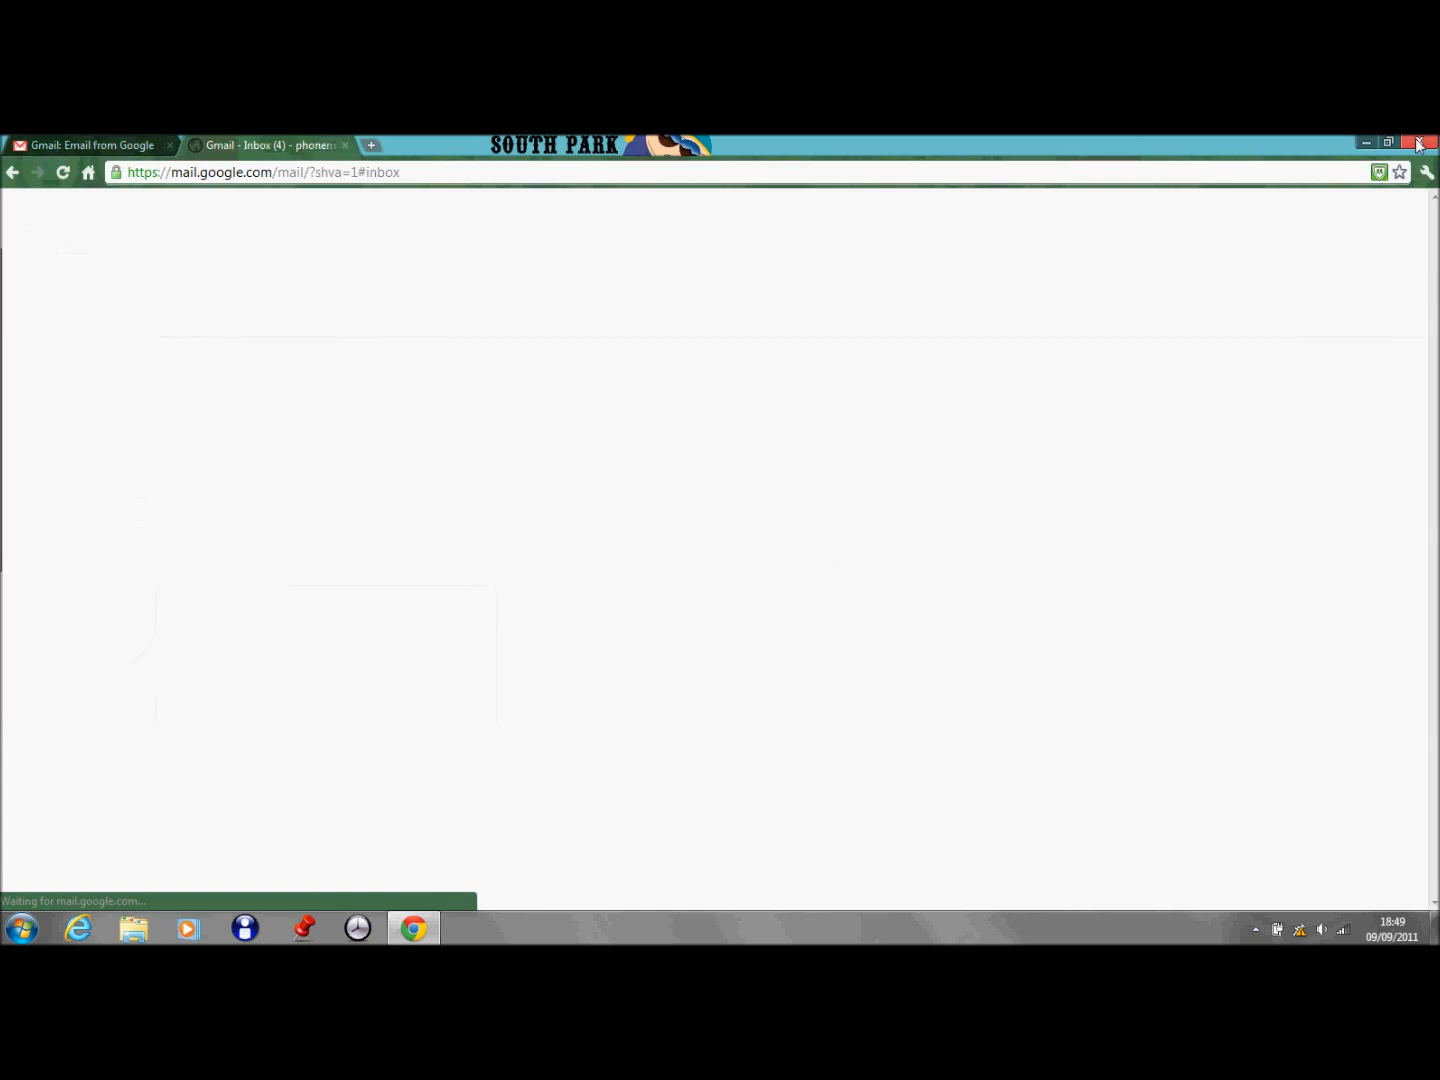 Gmail: Email from Google
Gmail - Inbox (4) - phonen
SOUTH PARK
https://mail.google.com/mail/?shva=1#inbox
Waiting for mail.google.com...
18:49
09/09/2011